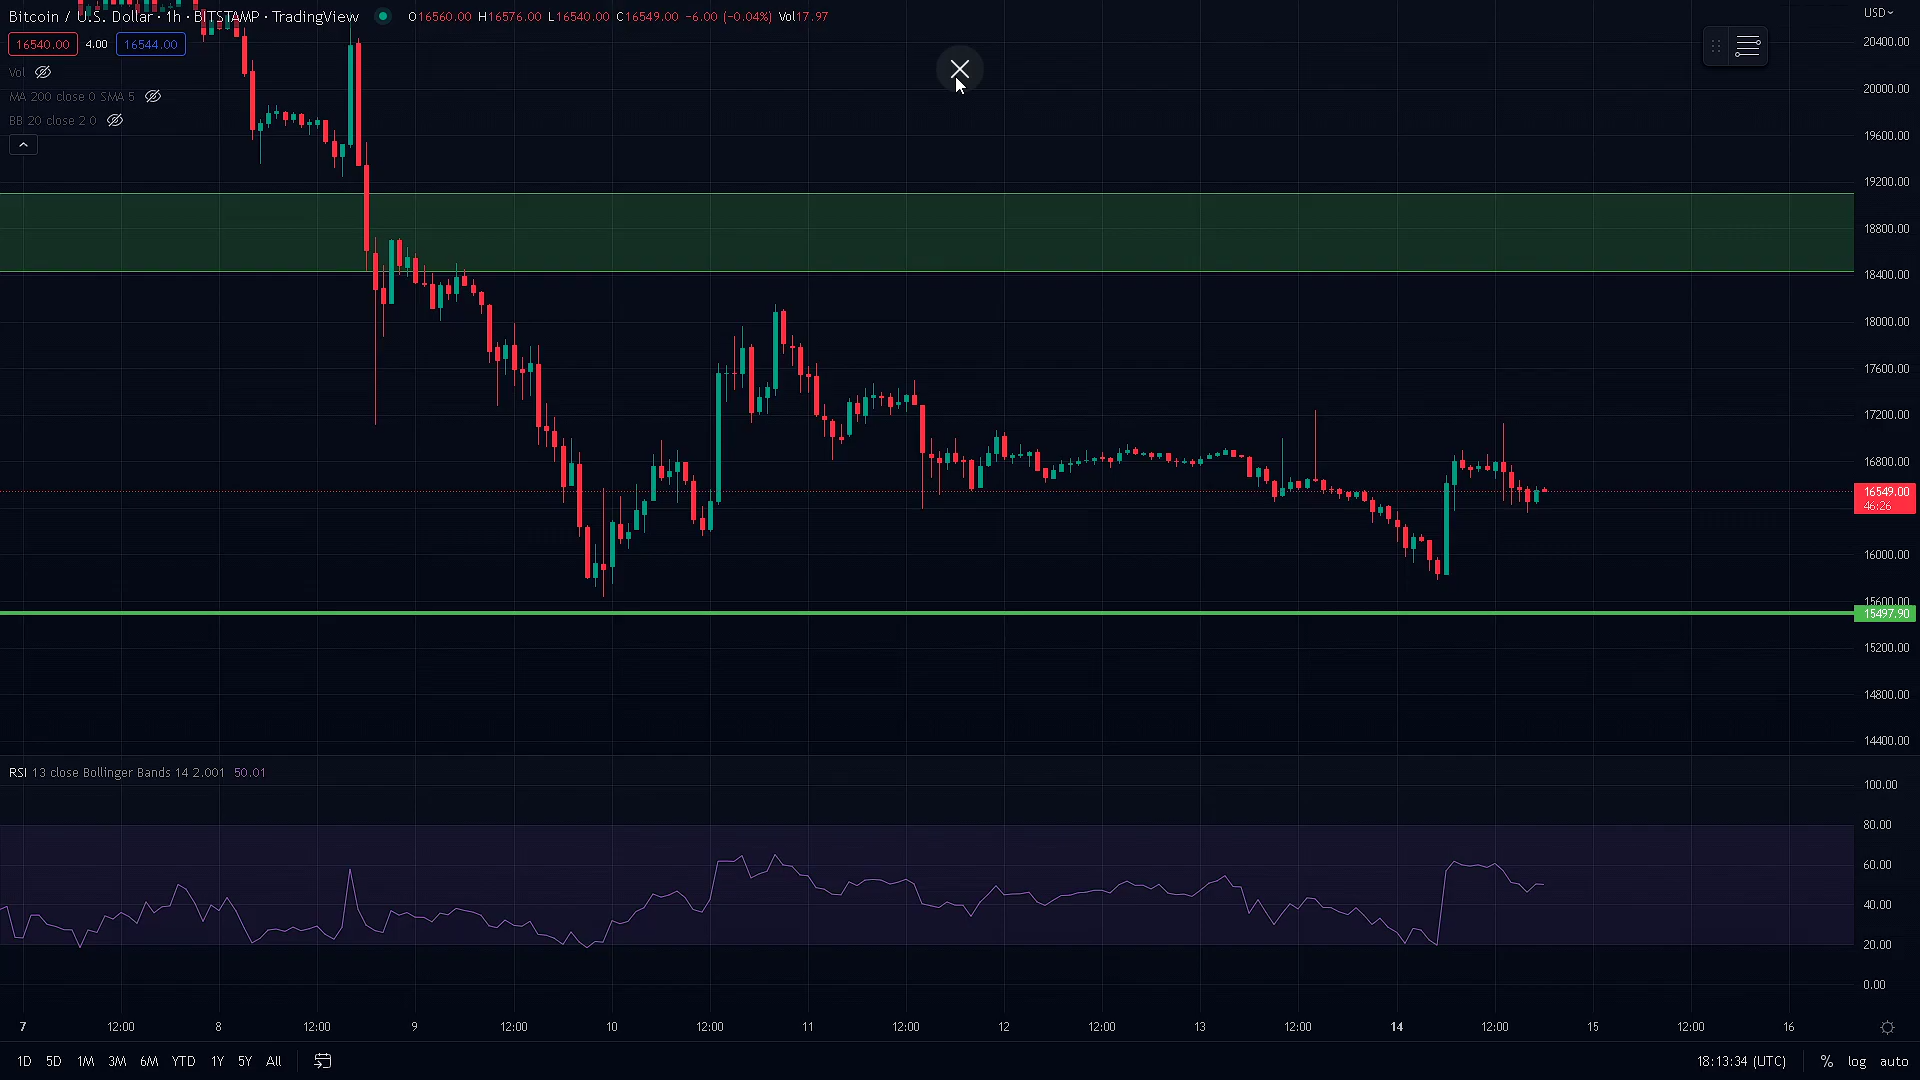 Bitcoin / U.S. Dollar · 1h · BITSTAMP · TradingView O16560.00 H16576.00 L16540.00 C16549.00 -6.00 (-0.04%) Vol17.97
16540.00 4.00 16544.00
Vol
MA 200 close 0 SMA 5
BB 20 close 2 0
USD
20400.00
20000.00
19600.00
19200.00
18800.00
18400.00
18000.00
17600.00
17200.00
16800.00
16549.00
46:26
16000.00
15600.00
15497.90
15200.00
14800.00
14400.00
RSI 13 close Bollinger Bands 14 2.001 50.01
100.00
80.00
60.00
40.00
20.00
0.00
7 12:00 8 12:00 9 12:00 10 12:00 11 12:00 12 12:00 13 12:00 14 12:00 15 12:00 16
1D 5D 1M 3M 6M YTD 1Y 5Y All 18:13:34 (UTC) % log auto